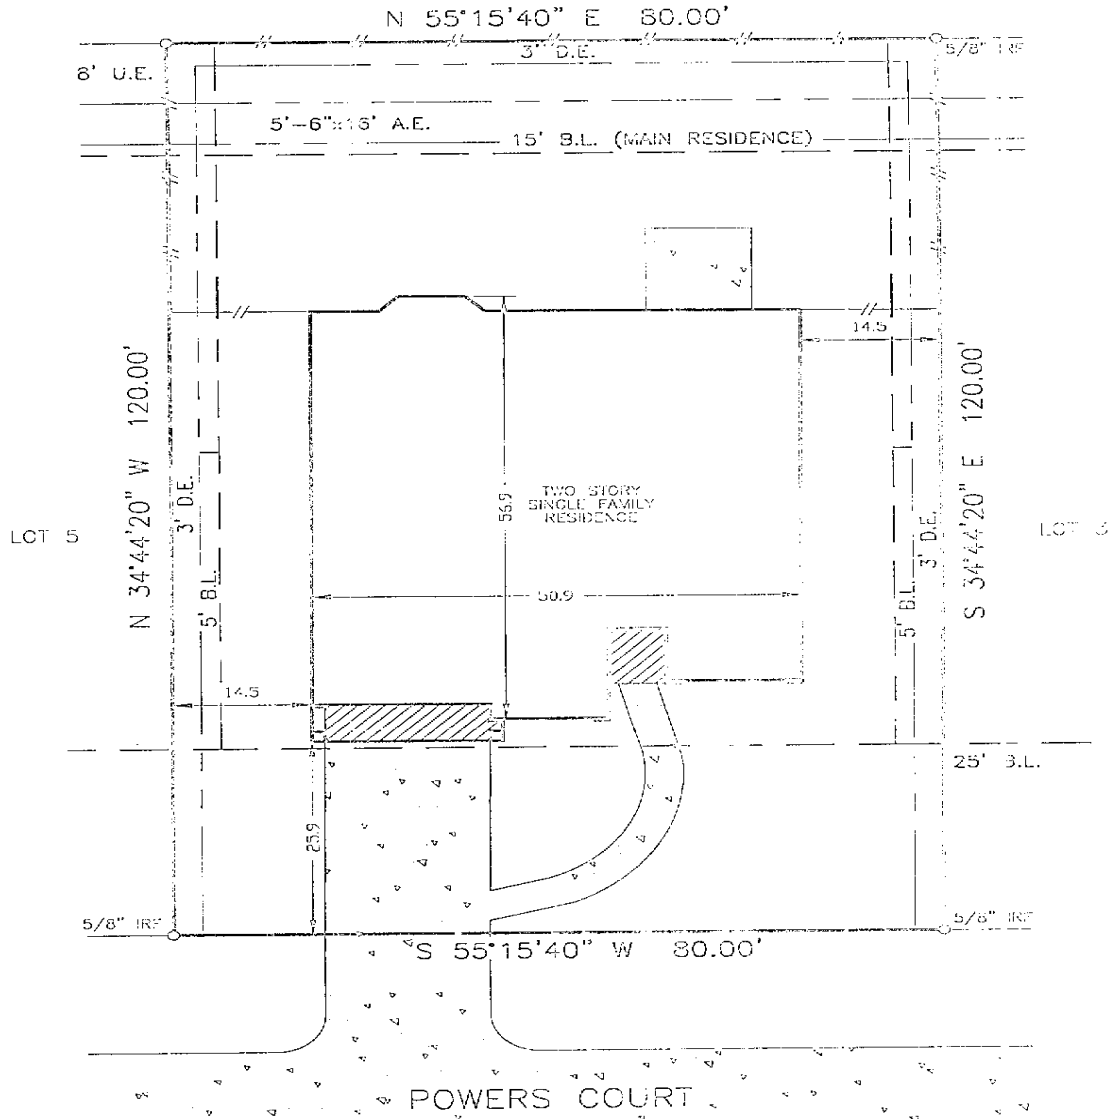 N 55°15'40" E 80.00'
3' D.E.
5/8" IRF
8' U.E.
5'-6"x16' A.E.
15' B.L. (MAIN RESIDENCE)
14.5
N 34°44'20" W 120.00'
S 34°44'20" E 120.00'
3' D.E.
5' B.L.
LOT 5
56.9
TWO STORY
SINGLE FAMILY
RESIDENCE
3' D.E.
5' B.L.
LOT 3
50.9
14.5
25' B.L.
25.9
5/8" IRF
5/8" IRF
S 55°15'40" W 80.00'
POWERS COURT